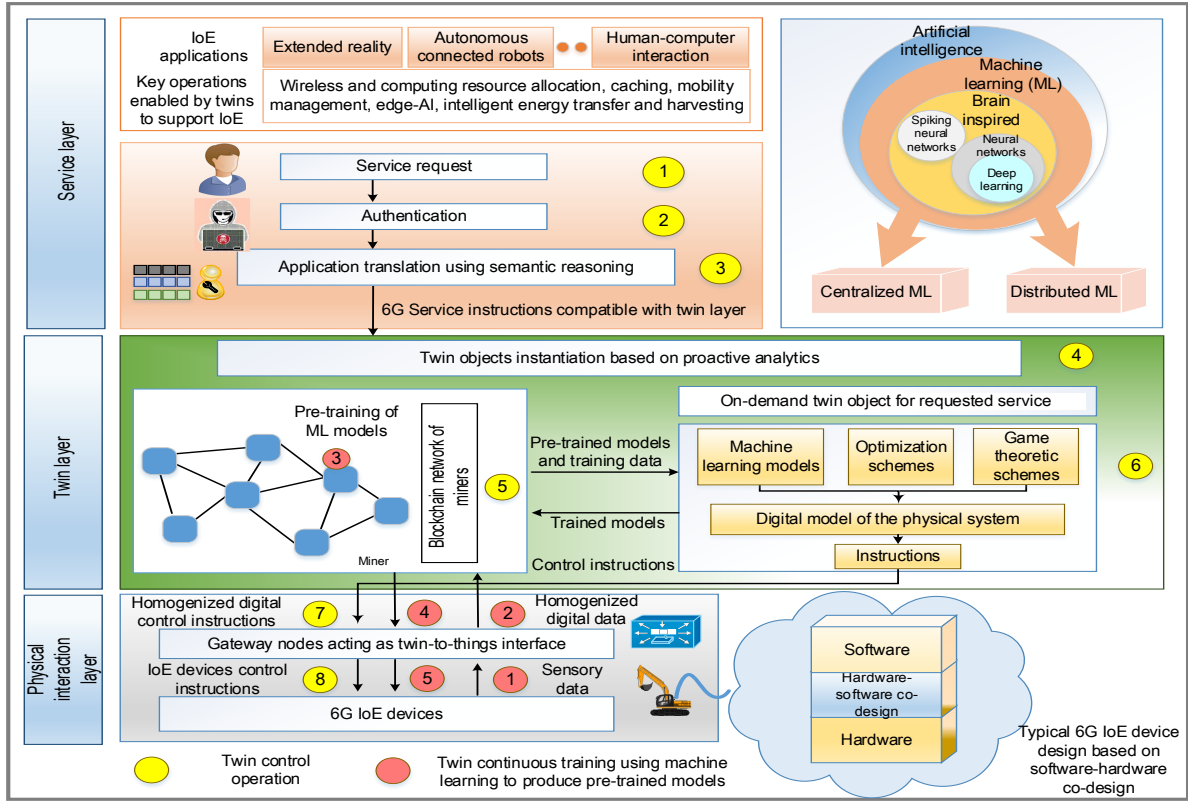 Service layer
IoE
applications
Extended reality
Autonomous
connected robots
Human-computer
interaction
Key operations
enabled by twins
to support IoE
Wireless and computing resource allocation, caching, mobility
management, edge-AI, intelligent energy transfer and harvesting
Service request
1
Authentication
2
Application translation using semantic reasoning
3
6G Service instructions compatible with twin layer
Artificial
intelligence
Machine
learning (ML)
Brain
inspired
Spiking
neural
networks
Neural
networks
Deep
learning
Centralized ML
Distributed ML
Twin layer
Twin objects instantiation based on proactive analytics
4
Pre-training of
ML models
3
Blockchain network of
miners
5
Miner
Pre-trained models
and training data
Trained models
Control instructions
On-demand twin object for requested service
Machine
learning models
Optimization
schemes
Game
theoretic
schemes
6
Digital model of the physical system
Instructions
Physical
interaction
layer
Homogenized digital
control instructions
7
4
2
Homogenized
digital data
Gateway nodes acting as twin-to-things interface
IoE devices control
instructions
8
5
1
Sensory
data
6G IoE devices
Software
Hardware-
software co-
design
Hardware
Typical 6G IoE device
design based on
software-hardware
co-design
Twin control
operation
Twin continuous training using machine
learning to produce pre-trained models